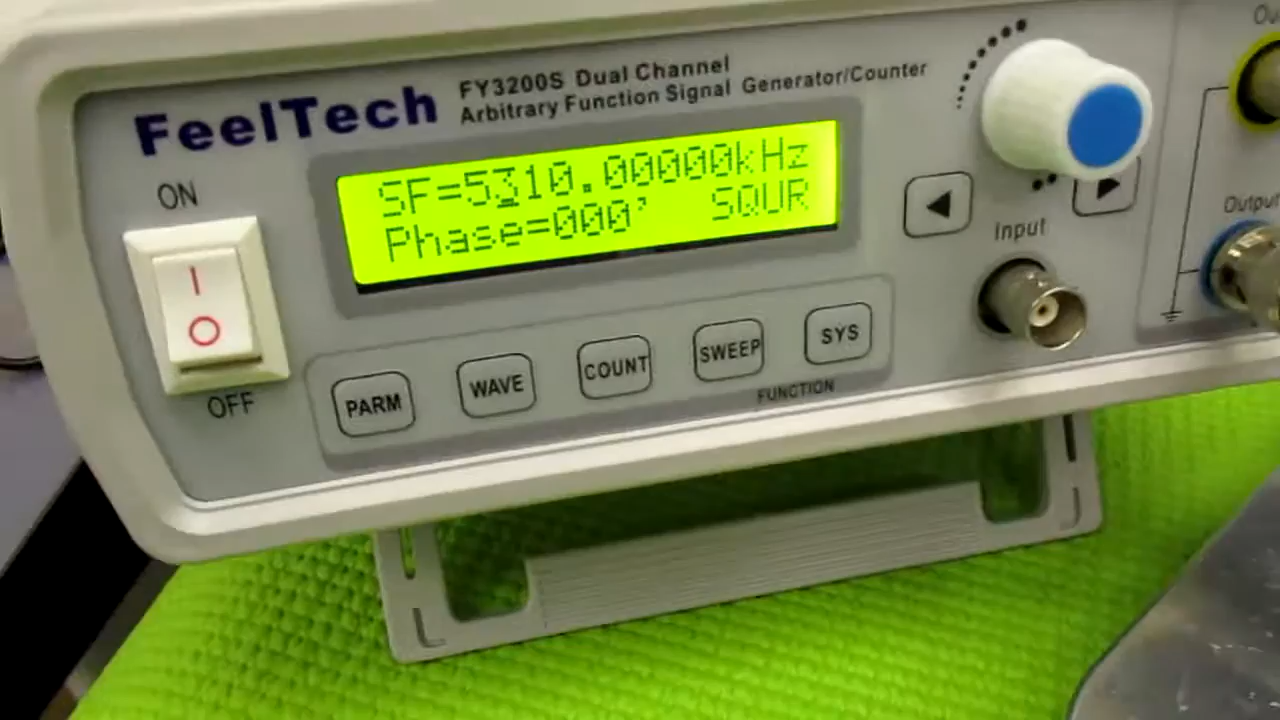 FeelTech
FY3200S Dual Channel
Arbitrary Function Signal Generator/Counter
ON
SF=5310.00000kHz
Phase=000' SQUR
OFF
PARM
WAVE
COUNT
SWEEP
SYS
FUNCTION
Input
Output